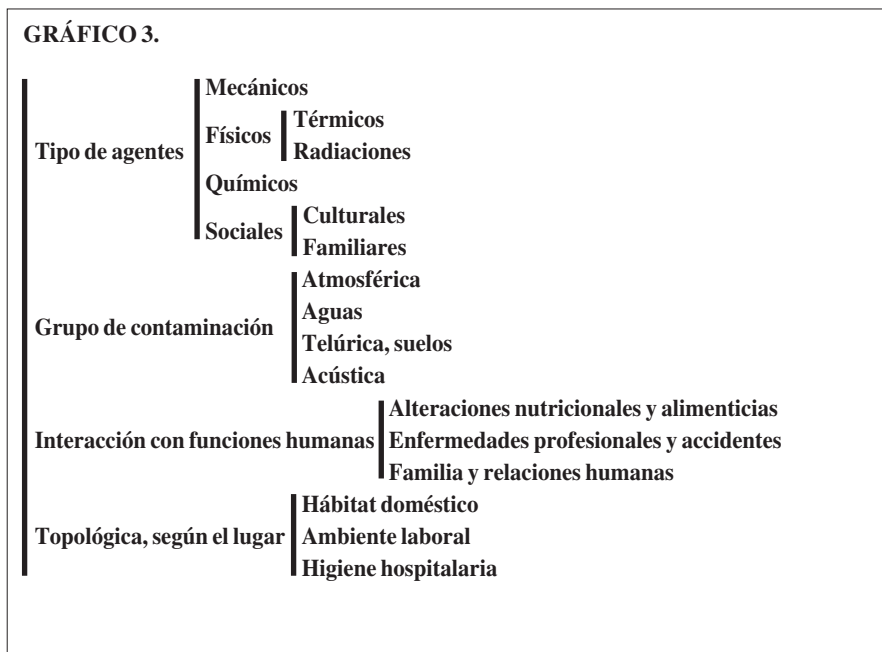 GRÁFICO 3.
Tipo de agentes
Mecánicos
Físicos
Térmicos
Radiaciones
Químicos
Sociales
Culturales
Familiares
Grupo de contaminación
Atmosférica
Aguas
Telúrica, suelos
Acústica
Interacción con funciones humanas
Alteraciones nutricionales y alimenticias
Enfermedades profesionales y accidentes
Familia y relaciones humanas
Topológica, según el lugar
Hábitat doméstico
Ambiente laboral
Higiene hospitalaria